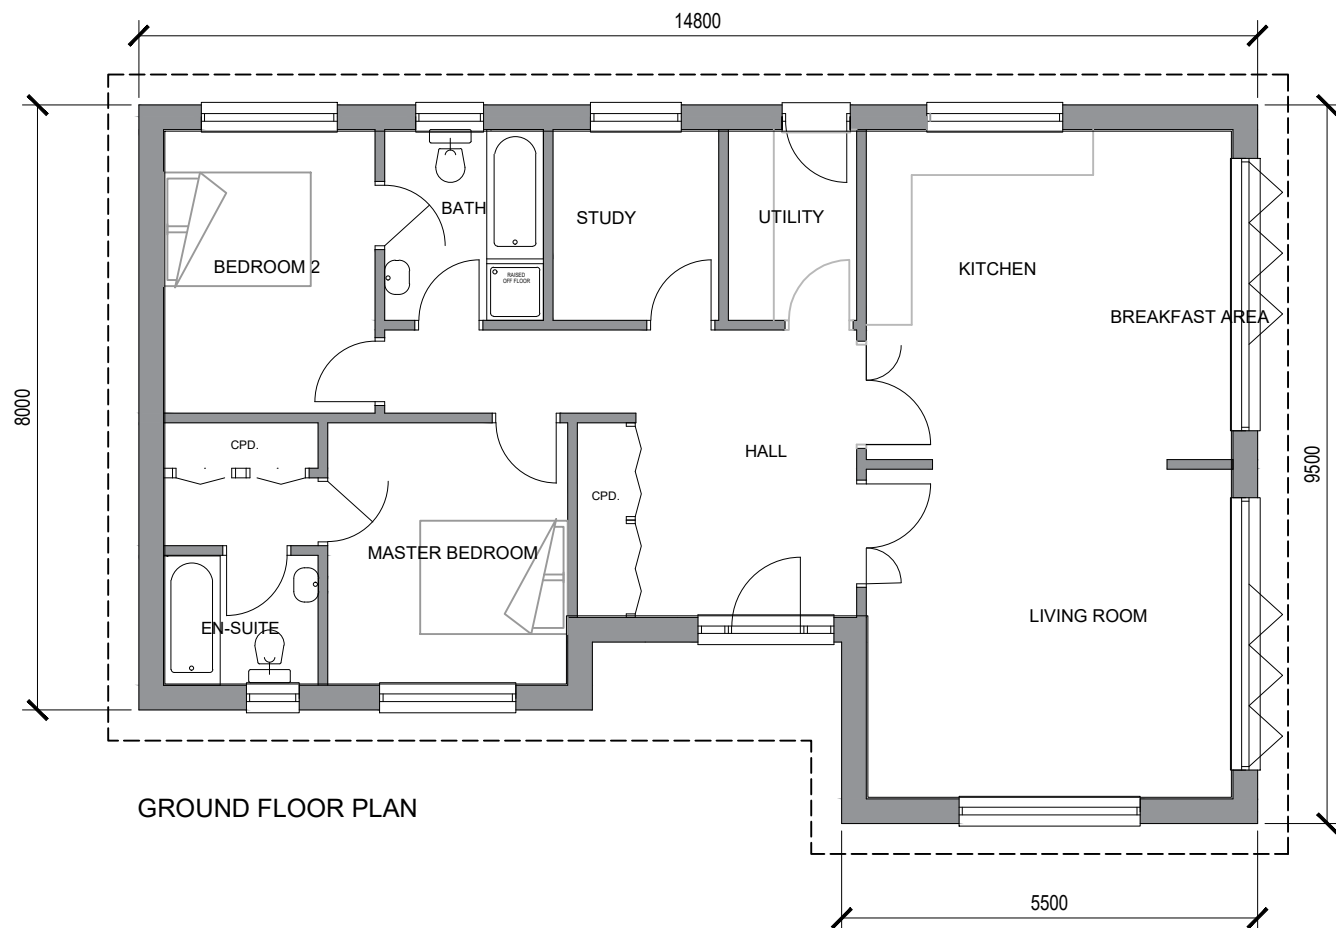 14800
BATH
STUDY
UTILITY
BEDROOM 2
RAISED
OFF FLOOR
KITCHEN
BREAKFAST AREA
8000
CPD.
HALL
9500
CPD.
MASTER BEDROOM
EN-SUITE
LIVING ROOM
GROUND FLOOR PLAN
5500